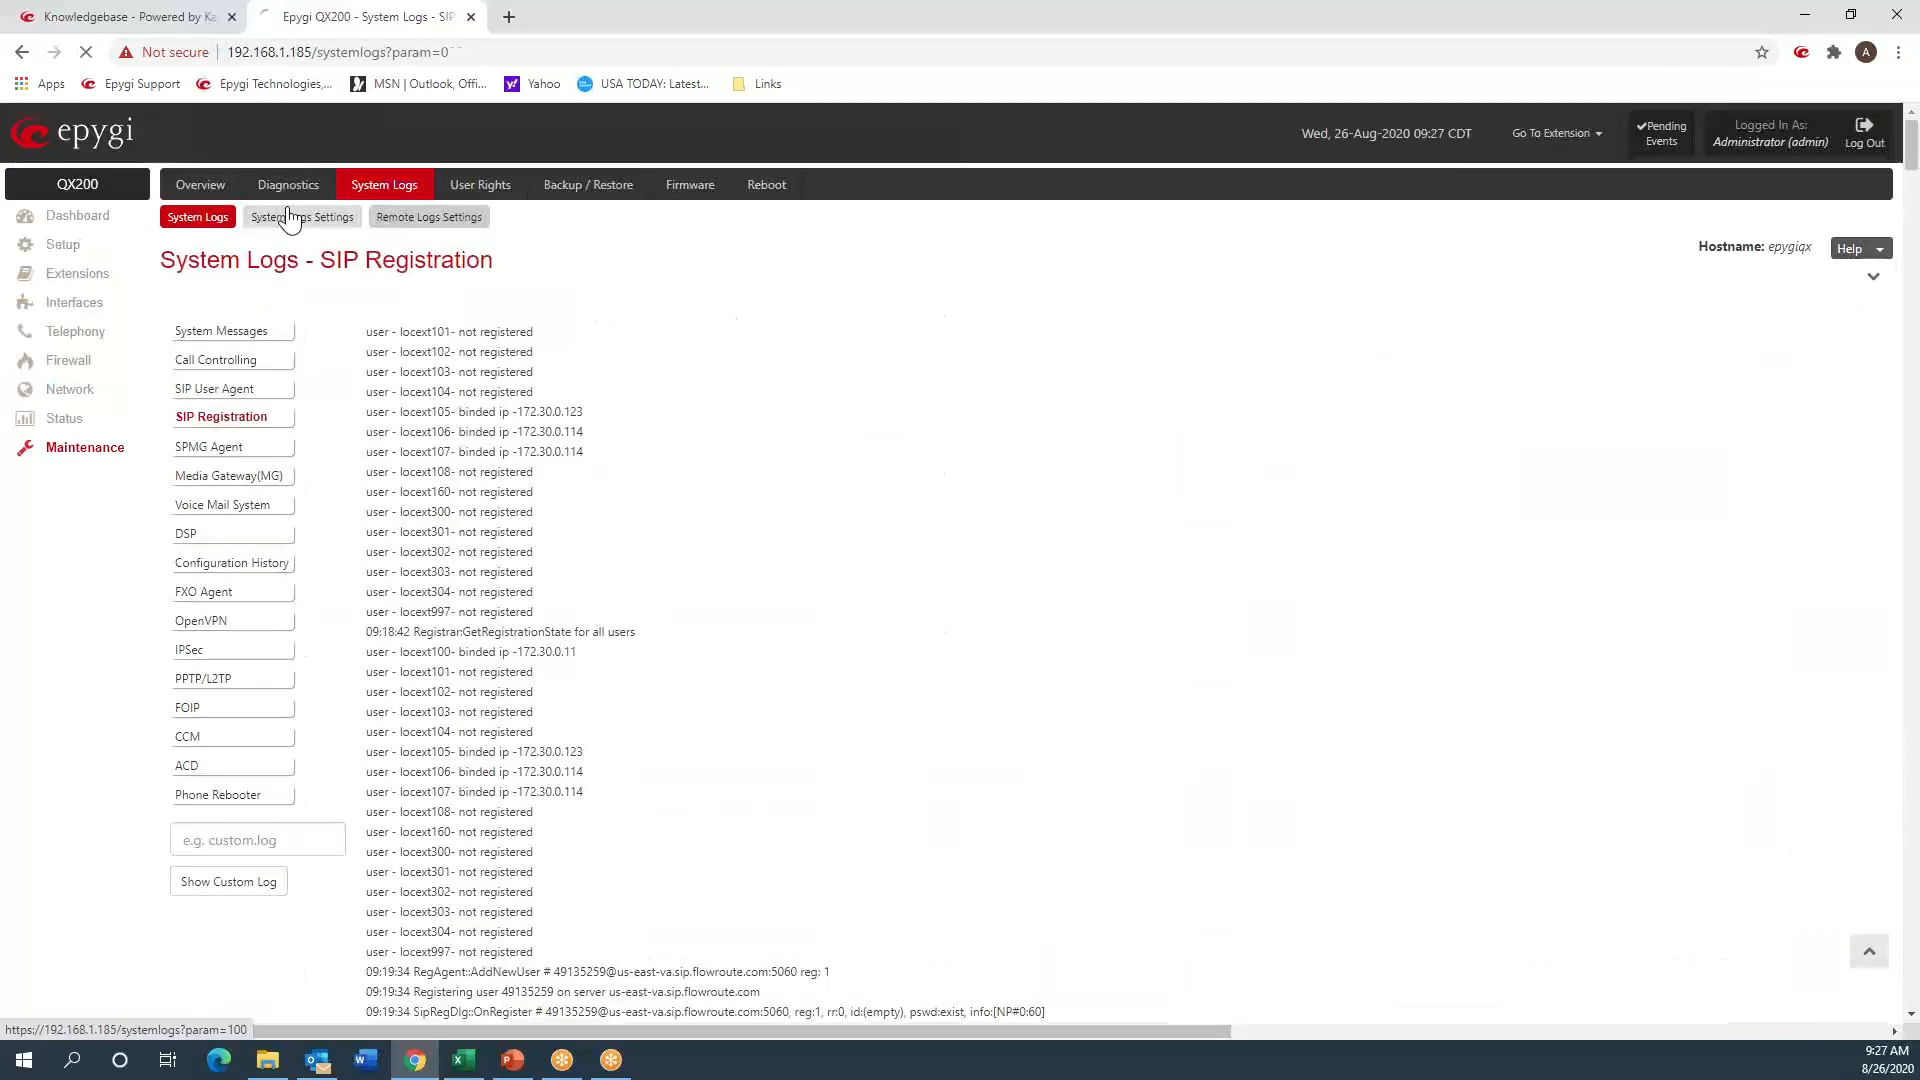 Knowledgebase - Powered by Ka
Epygi QX200 - System Logs - SIP
Not secure
192.168.1.185/systemlogs?param=0
A
Apps
Epygi Support
Epygi Technologies,...
MSN | Outlook, Offi...
Yahoo
USA TODAY: Latest...
Links
epygi
Wed, 26-Aug-2020 09:27 CDT
Go To Extension
Pending
Events
Logged In As:
Administrator (admin)
Log Out
QX200
Overview
Diagnostics
System Logs
User Rights
Backup / Restore
Firmware
Reboot
System Logs
System Logs Settings
Remote Logs Settings
Dashboard
Setup
Extensions
Interfaces
Telephony
Firewall
Network
Status
Maintenance
System Logs - SIP Registration
Hostname: epygiqx
Help
System Messages
Call Controlling
SIP User Agent
SIP Registration
SPMG Agent
Media Gateway(MG)
Voice Mail System
DSP
Configuration History
FXO Agent
OpenVPN
IPSec
PPTP/L2TP
FOIP
CCM
ACD
Phone Rebooter
e.g. custom.log
Show Custom Log
user - locext101- not registered
user - locext102- not registered
user - locext103- not registered
user - locext104- not registered
user - locext105- binded ip -172.30.0.123
user - locext106- binded ip -172.30.0.114
user - locext107- binded ip -172.30.0.114
user - locext108- not registered
user - locext160- not registered
user - locext300- not registered
user - locext301- not registered
user - locext302- not registered
user - locext303- not registered
user - locext304- not registered
user - locext997- not registered
09:18:42 Registrar:GetRegistrationState for all users
user - locext100- binded ip -172.30.0.11
user - locext101- not registered
user - locext102- not registered
user - locext103- not registered
user - locext104- not registered
user - locext105- binded ip -172.30.0.123
user - locext106- binded ip -172.30.0.114
user - locext107- binded ip -172.30.0.114
user - locext108- not registered
user - locext160- not registered
user - locext300- not registered
user - locext301- not registered
user - locext302- not registered
user - locext303- not registered
user - locext304- not registered
user - locext997- not registered
09:19:34 RegAgent::AddNewUser # 49135259@us-east-va.sip.flowroute.com:5060 reg: 1
09:19:34 Registering user 49135259 on server us-east-va.sip.flowroute.com
09:19:34 SipRegDlg::OnRegister # 49135259@us-east-va.sip.flowroute.com:5060, reg:1, rr:0, id:(empty), pswd:exist, info:[NP#0:60]
https://192.168.1.185/systemlogs?param=100
9:27 AM
8/26/2020